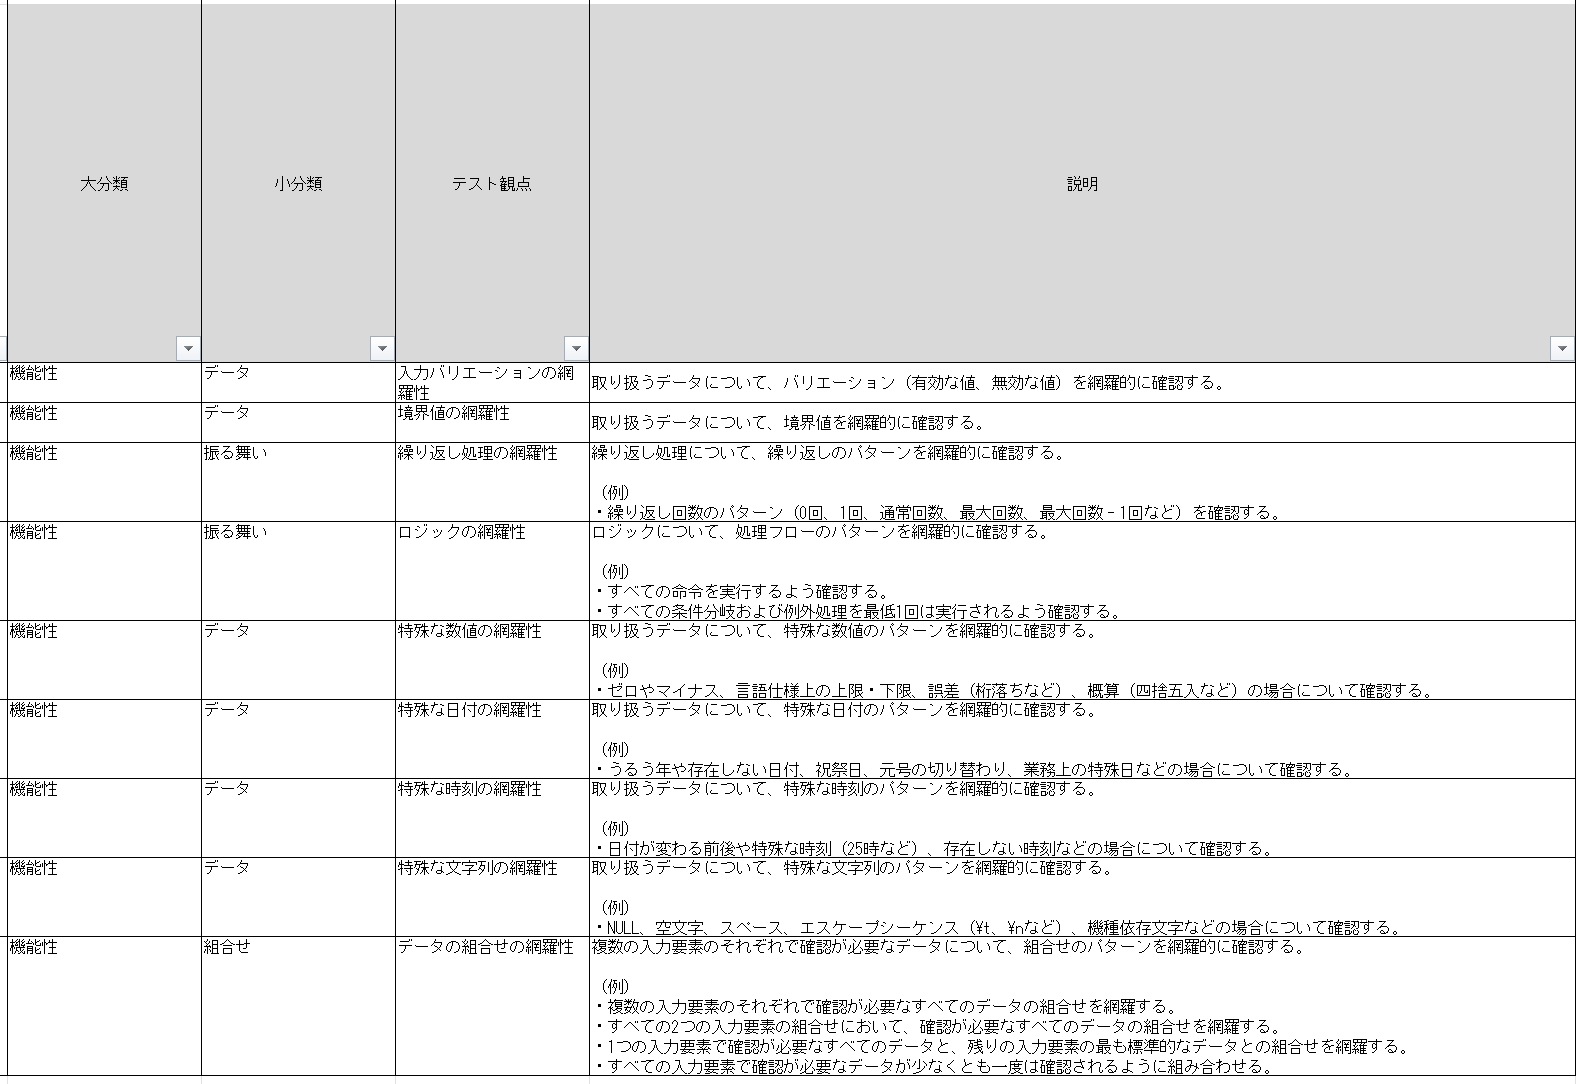 大分類 小分類 テスト観点 説明
機能性 データ 入力バリエーションの網羅性 取り扱うデータについて、バリエーション（有効な値、無効な値）を網羅的に確認する。
機能性 データ 境界値の網羅性 取り扱うデータについて、境界値を網羅的に確認する。
機能性 振る舞い 繰り返し処理の網羅性 繰り返し処理について、繰り返しのパターンを網羅的に確認する。
（例）
・繰り返し回数のパターン（0回、1回、通常回数、最大回数、最大回数－1回など）を確認する。
機能性 振る舞い ロジックの網羅性 ロジックについて、処理フローのパターンを網羅的に確認する。
（例）
・すべての命令を実行するよう確認する。
・すべての条件分岐および例外処理を最低1回は実行されるよう確認する。
機能性 データ 特殊な数値の網羅性 取り扱うデータについて、特殊な数値のパターンを網羅的に確認する。
（例）
・ゼロやマイナス、言語仕様上の上限・下限、誤差（桁落ちなど）、概算（四捨五入など）の場合について確認する。
機能性 データ 特殊な日付の網羅性 取り扱うデータについて、特殊な日付のパターンを網羅的に確認する。
（例）
・うるう年や存在しない日付、祝祭日、元号の切り替わり、業務上の特殊日などの場合について確認する。
機能性 データ 特殊な時刻の網羅性 取り扱うデータについて、特殊な時刻のパターンを網羅的に確認する。
（例）
・日付が変わる前後や特殊な時刻（25時など）、存在しない時刻などの場合について確認する。
機能性 データ 特殊な文字列の網羅性 取り扱うデータについて、特殊な文字列のパターンを網羅的に確認する。
（例）
・NULL、空文字、スペース、エスケープシーケンス（¥t、¥nなど）、機種依存文字などの場合について確認する。
機能性 組合せ データの組合せの網羅性 複数の入力要素のそれぞれで確認が必要なデータについて、組合せのパターンを網羅的に確認する。
（例）
・複数の入力要素のそれぞれで確認が必要なすべてのデータの組合せを網羅する。
・すべての2つの入力要素の組合せにおいて、確認が必要なすべてのデータの組合せを網羅する。
・1つの入力要素で確認が必要なすべてのデータと、残りの入力要素の最も標準的なデータとの組合せを網羅する。
・すべての入力要素で確認が必要なデータが少なくとも一度は確認されるように組み合わせる。